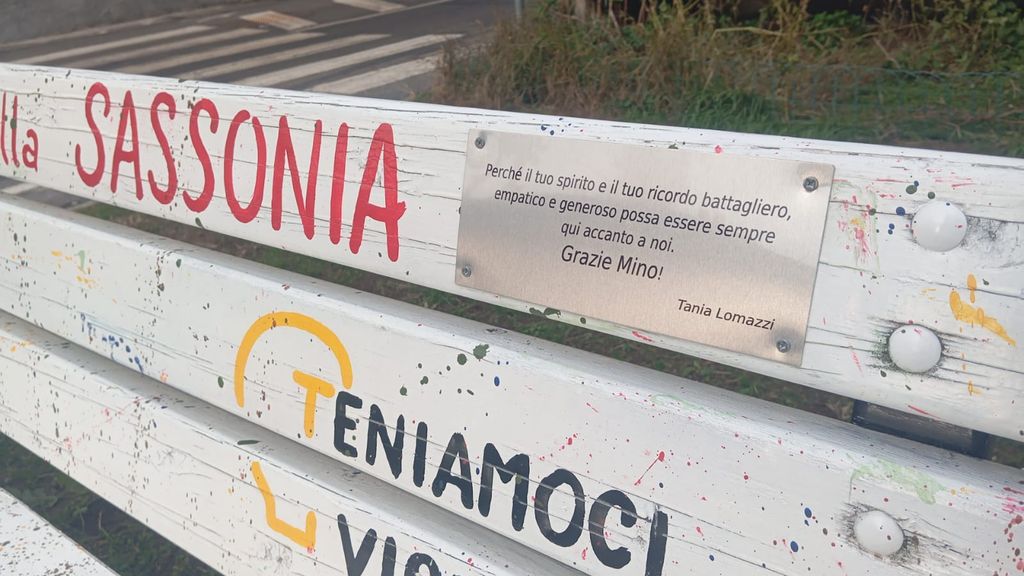 lla SASSONIA
Perché il tuo spirito e il tuo ricordo battagliero,
empatico e generoso possa essere sempre
qui accanto a noi.
Grazie Mino!
Tania Lomazzi
TENIAMOCI